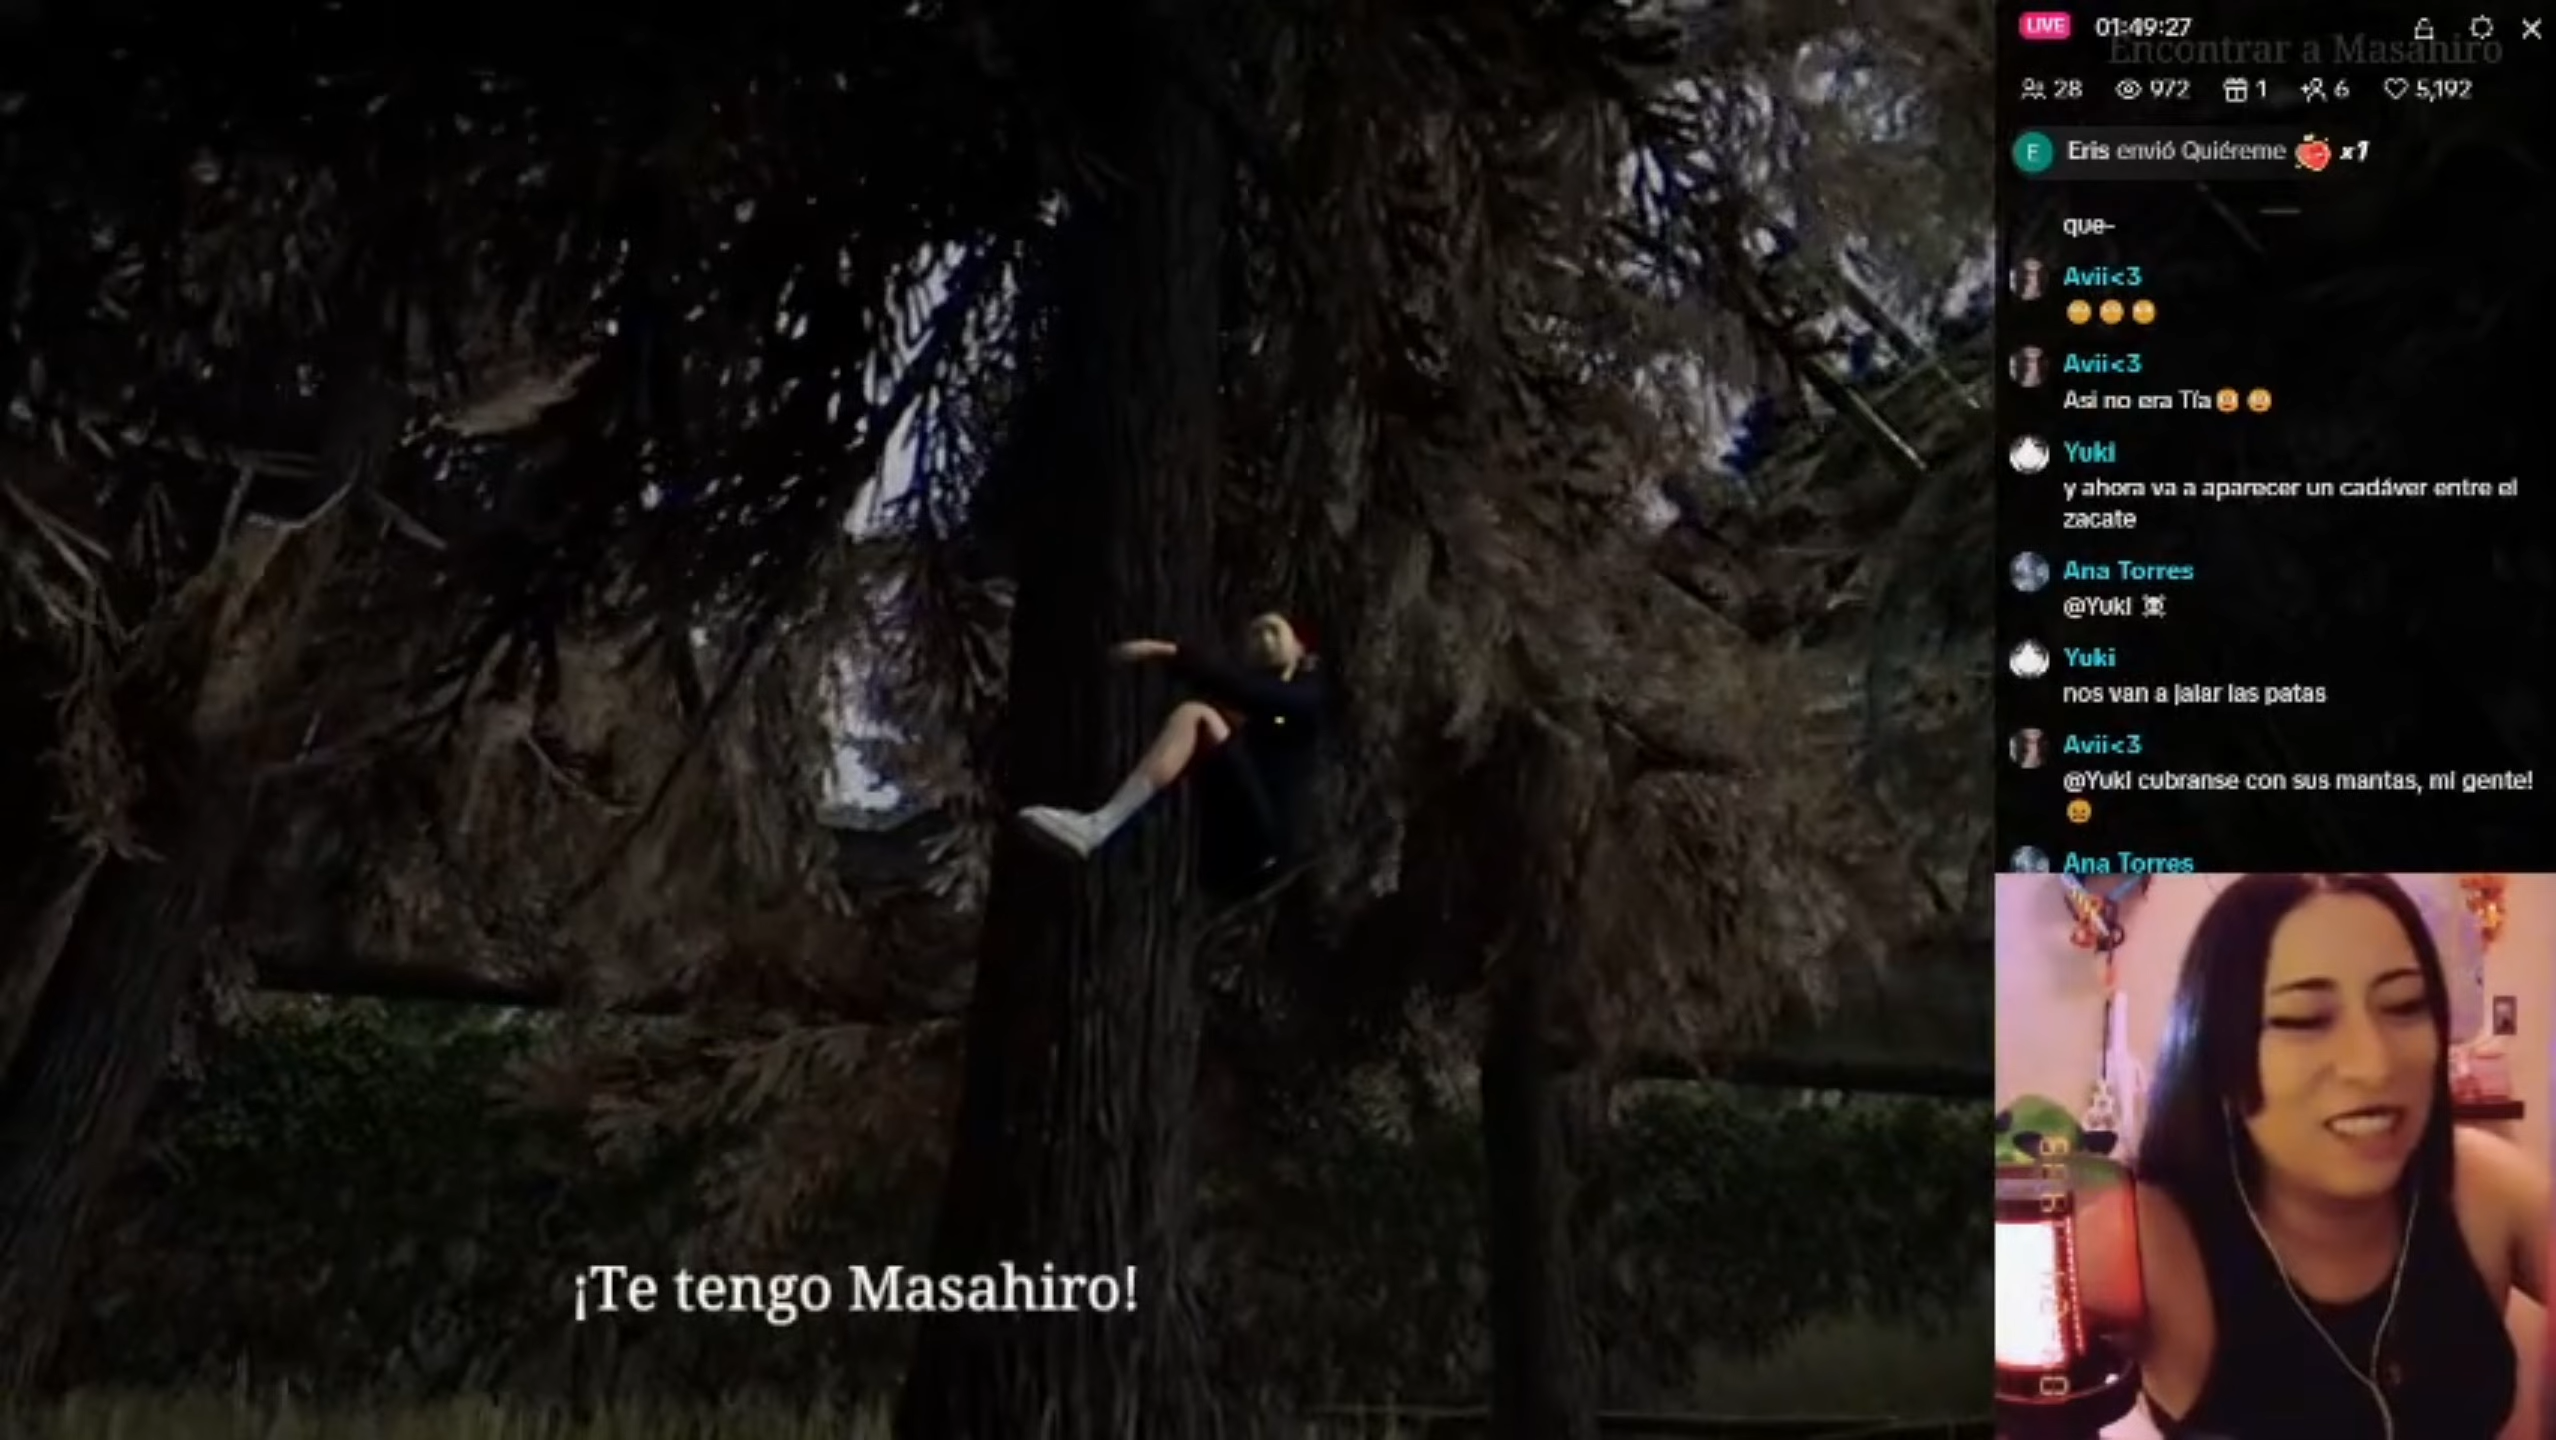 LIVE 01:49:27
Encontrar a Masahiro
28 972 1 6 5,192
E Eris envió Quiéreme x1
que-
Avii<3
Avii<3
Asi no era Tía
Yuki
y ahora va a aparecer un cadáver entre el
zacate
Ana Torres
@Yuki
Yuki
nos van a jalar las patas
Avii<3
@Yuki cubranse con sus mantas, mi gente!
Ana Torres
¡Te tengo Masahiro!